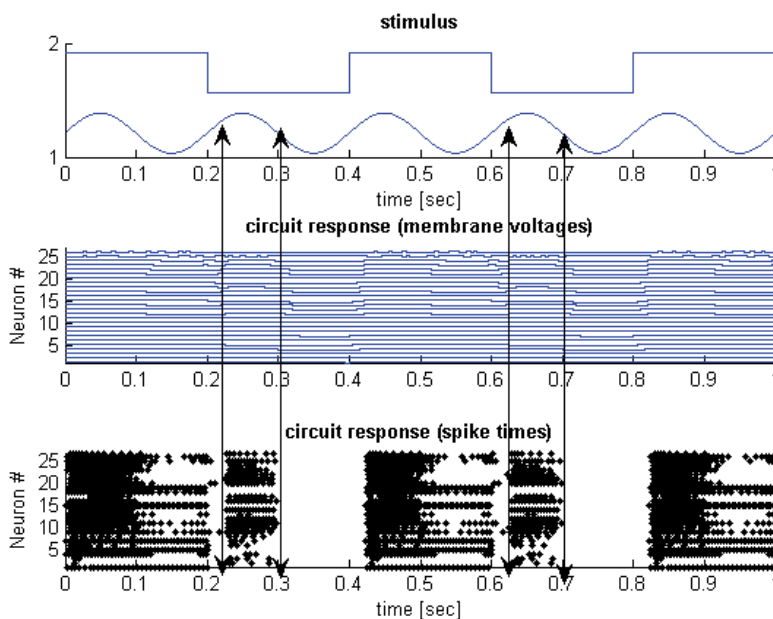 stimulus
2
1
0 0.1 0.2 0.3 0.4 0.5 0.6 0.7 0.8 0.9 1
time [sec]
circuit response (membrane voltages)
Neuron #
25
20
15
10
5
0 0.1 0.2 0.3 0.4 0.5 0.6 0.7 0.8 0.9 1
circuit response (spike times)
Neuron #
25
20
15
10
5
0 0.1 0.2 0.3 0.4 0.5 0.6 0.7 0.8 0.9 1
time [sec]